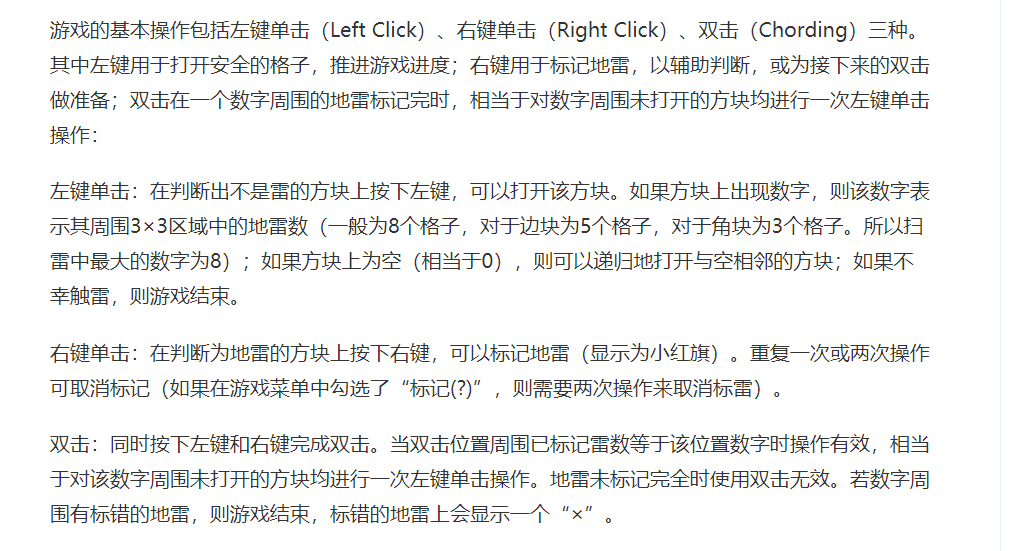 游戏的基本操作包括左键单击（Left Click）、右键单击（Right Click）、双击（Chording）三种。
其中左键用于打开安全的格子，推进游戏进度；右键用于标记地雷，以辅助判断，或为接下来的双击
做准备；双击在一个数字周围的地雷标记完时，相当于对数字周围未打开的方块均进行一次左键单击
操作：
左键单击：在判断出不是雷的方块上按下左键，可以打开该方块。如果方块上出现数字，则该数字表
示其周围3×3区域中的地雷数（一般为8个格子，对于边块为5个格子，对于角块为3个格子。所以扫
雷中最大的数字为8）；如果方块上为空（相当于0），则可以递归地打开与空相邻的方块；如果不
幸触雷，则游戏结束。
右键单击：在判断为地雷的方块上按下右键，可以标记地雷（显示为小红旗）。重复一次或两次操作
可取消标记（如果在游戏菜单中勾选了“标记(?)”，则需要两次操作来取消标雷）。
双击：同时按下左键和右键完成双击。当双击位置周围已标记雷数等于该位置数字时操作有效，相当
于对该数字周围未打开的方块均进行一次左键单击操作。地雷未标记完全时使用双击无效。若数字周
围有标错的地雷，则游戏结束，标错的地雷上会显示一个“×”。